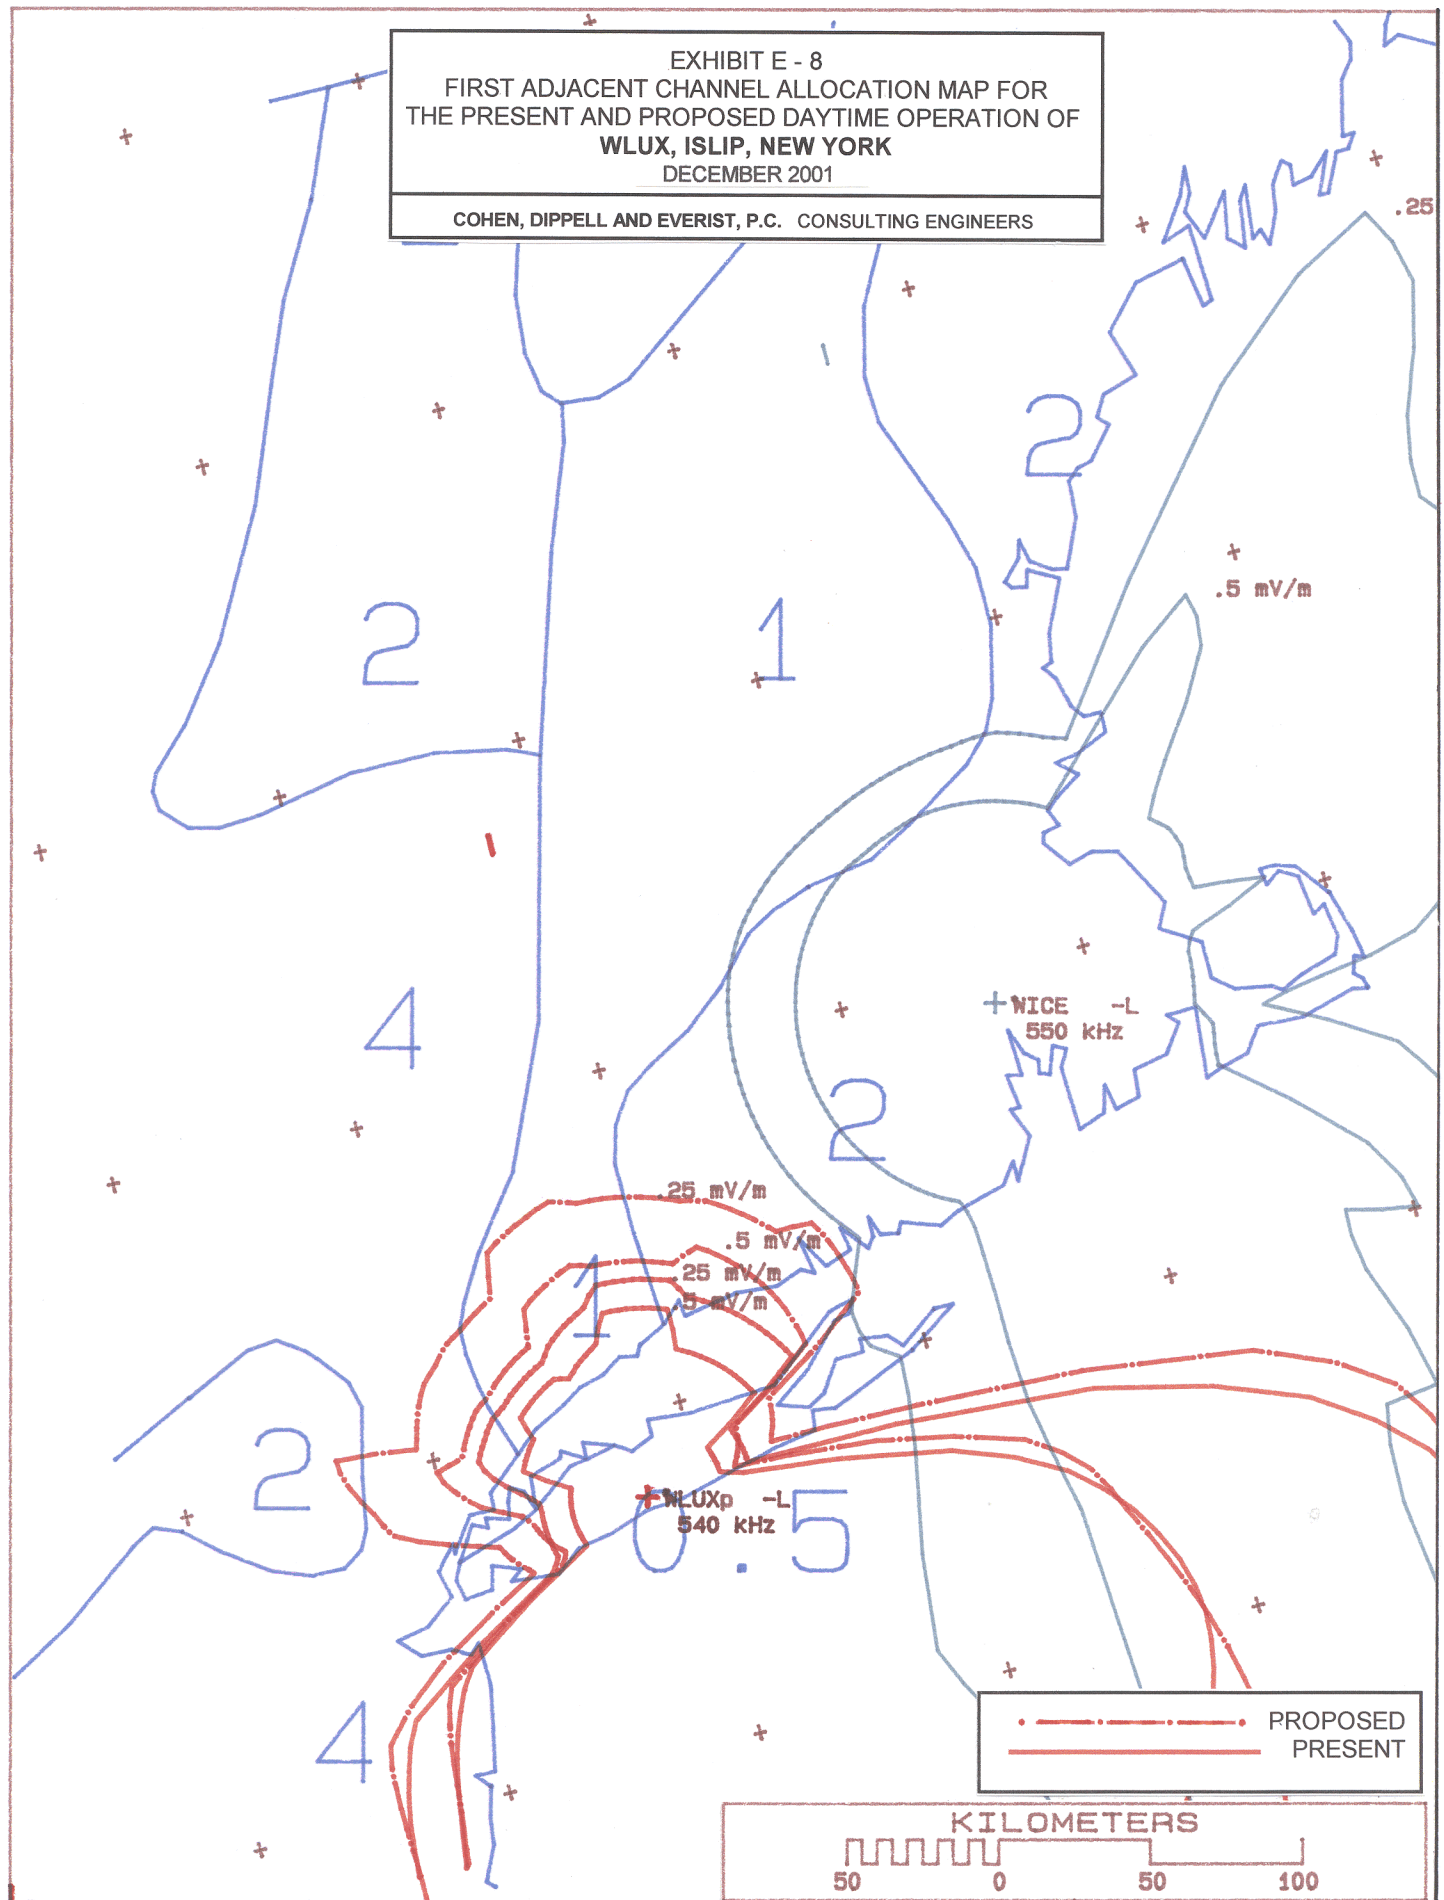 EXHIBIT E - 8
FIRST ADJACENT CHANNEL ALLOCATION MAP FOR
THE PRESENT AND PROPOSED DAYTIME OPERATION OF
WLUX, ISLIP, NEW YORK
DECEMBER 2001
COHEN, DIPPELL AND EVERIST, P.C. CONSULTING ENGINEERS
.25
2
.5 mV/m
2
1
4
WICE -L
550 kHz
2
.25 mV/m
.5 mV/m
.25 mV/m
.5 mV/m
1
2
WLUXp -L
540 kHz
0.5
4
PROPOSED
PRESENT
KILOMETERS
50 0 50 100